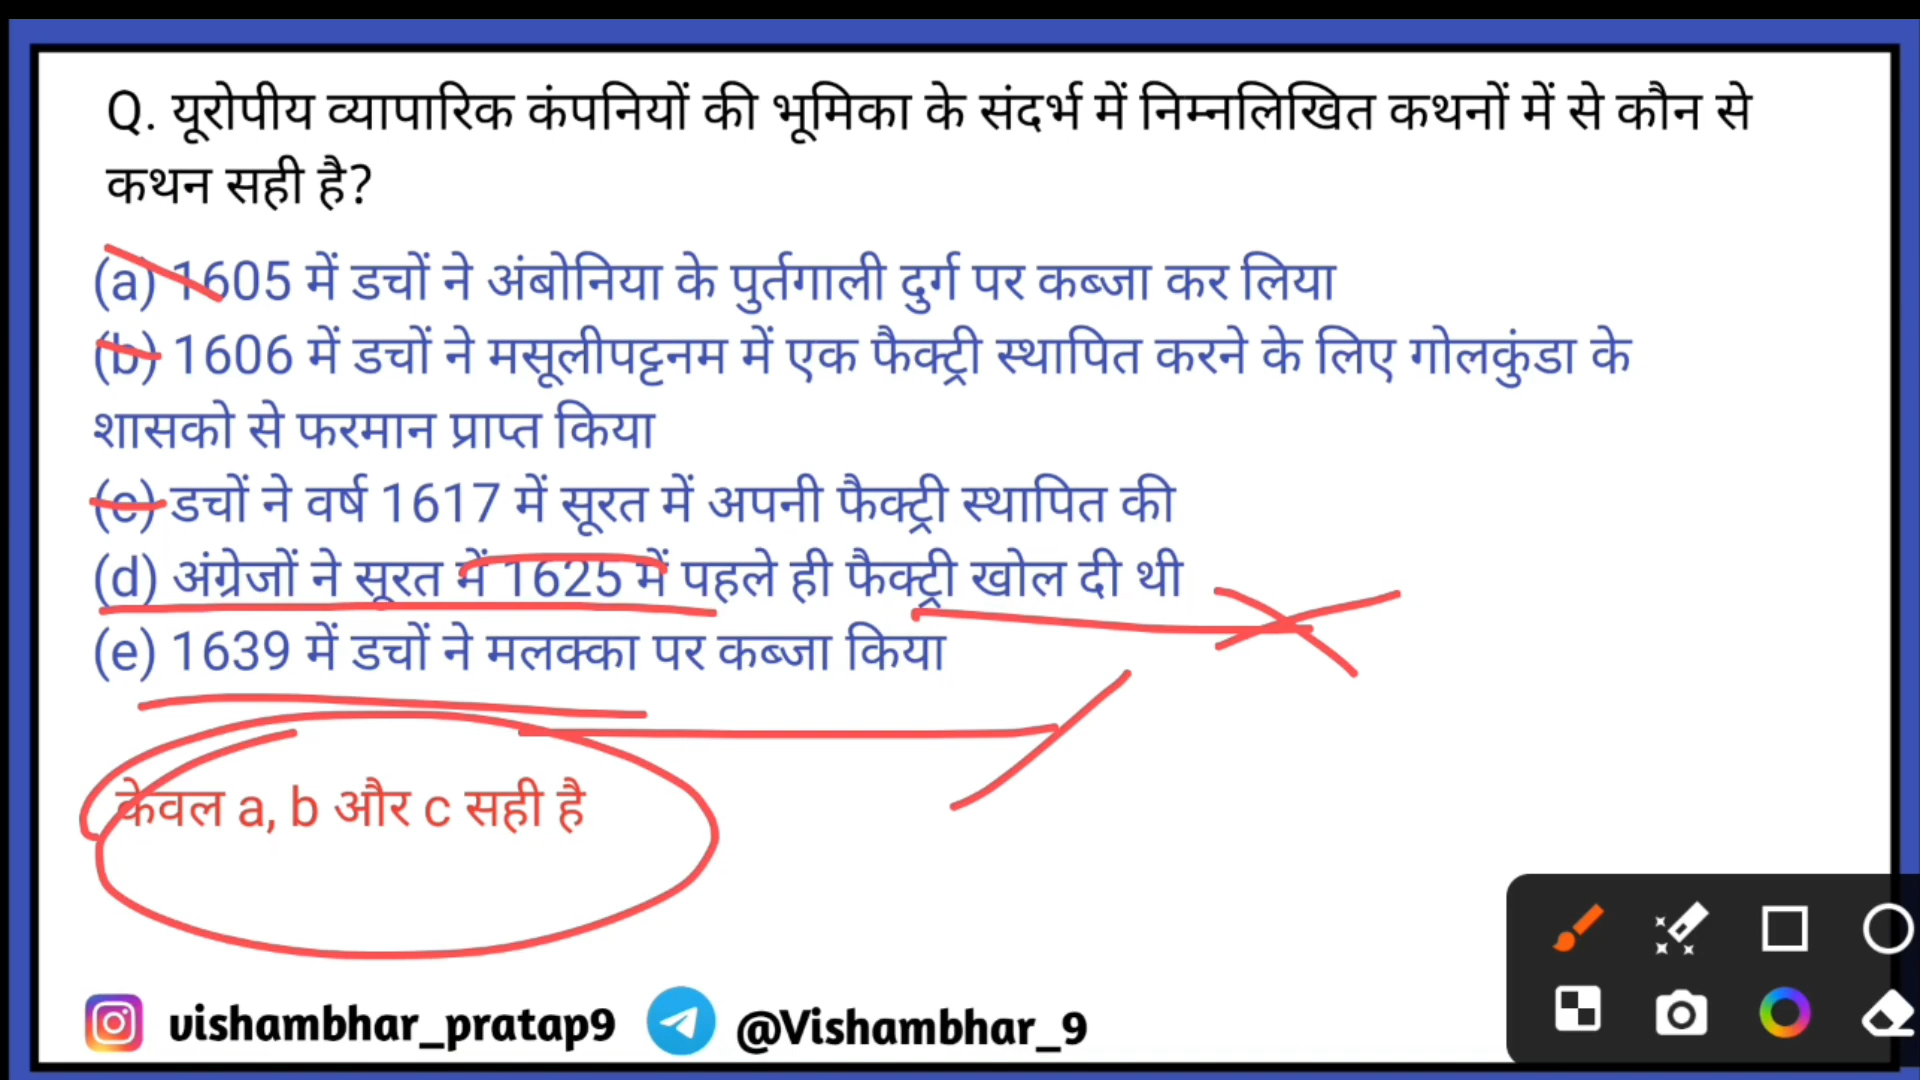 Q. यूरोपीय व्यापारिक कंपनियों की भूमिका के संदर्भ में निम्नलिखित कथनों में से कौन से
कथन सही है?
(a) 1605 में डचों ने अंबोनिया के पुर्तगाली दुर्ग पर कब्जा कर लिया
(b) 1606 में डचों ने मसूलीपट्टनम में एक फैक्ट्री स्थापित करने के लिए गोलकुंडा के
शासको से फरमान प्राप्त किया
(c) डचों ने वर्ष 1617 में सूरत में अपनी फैक्ट्री स्थापित की
(d) अंग्रेजों ने सूरत में 1625 में पहले ही फैक्ट्री खोल दी थी
(e) 1639 में डचों ने मलक्का पर कब्जा किया
केवल a, b और c सही है
vishambhar_pratap9 @Vishambhar_9